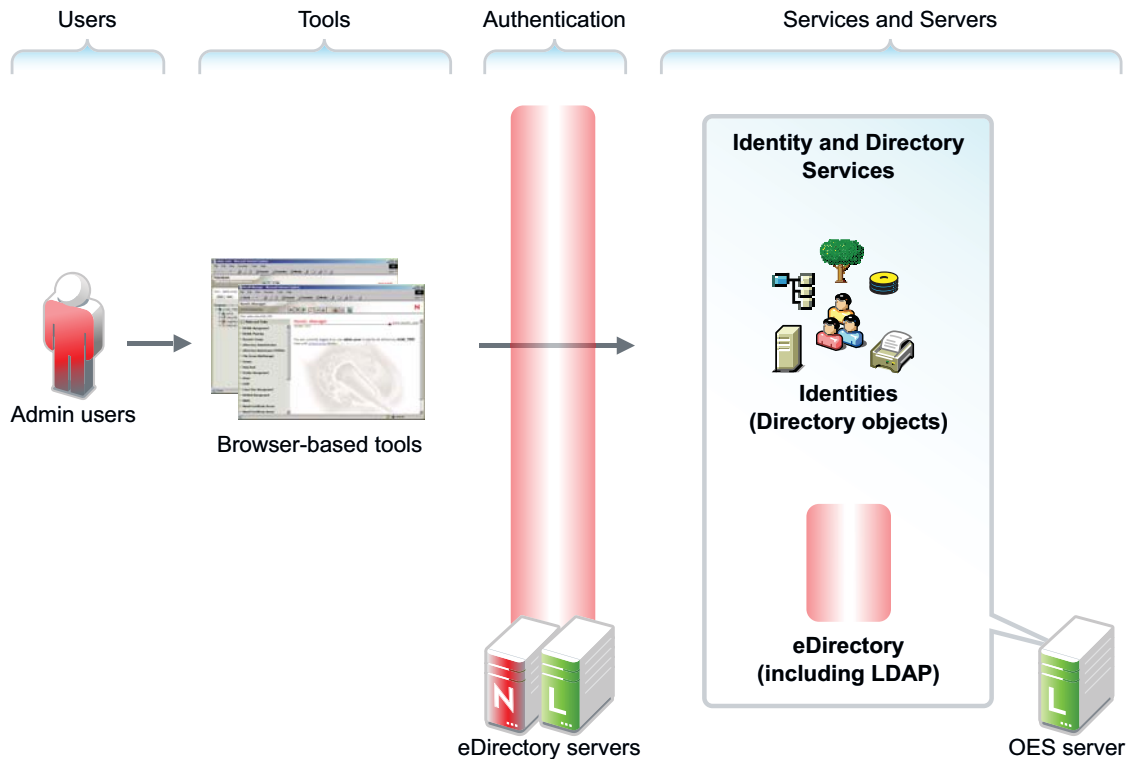 Users
Tools
Authentication
Services and Servers
Identity and Directory
Services
Identities
(Directory objects)
Admin users
Browser-based tools
eDirectory
(including LDAP)
N
L
L
eDirectory servers
OES server